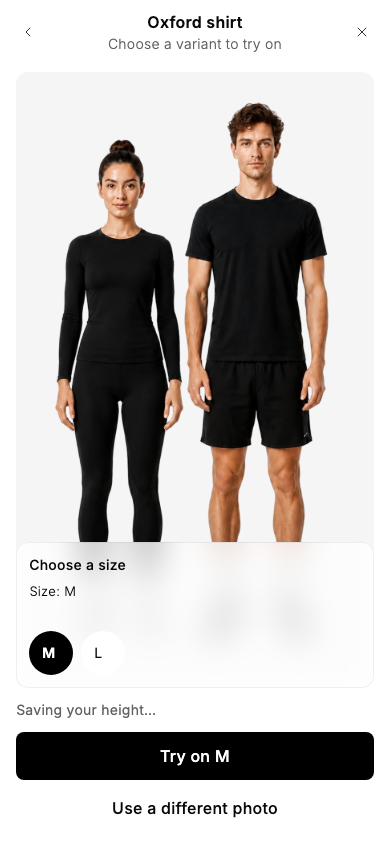 Oxford shirt
Choose a variant to try on
Choose a size
Size: M
M
L
Saving your height...
Try on M
Use a different photo